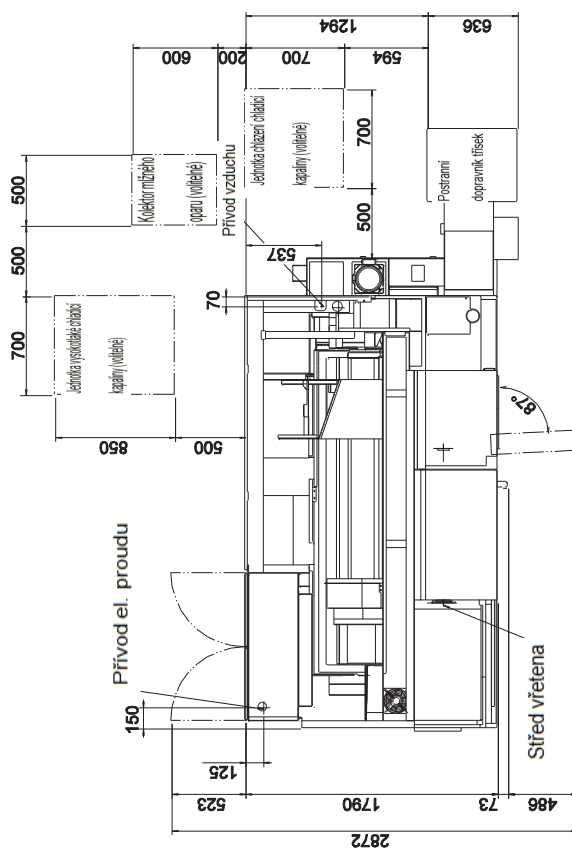 1294
636
600
200
700
594
500
Kolektor mlžného
oparu (volitelné)
Přívod vzduchu
Jednotka chlazení chladicí
kapaliny (volitelné)
700
Postranní
dopravník třísek
500
500
537
70
700
Jednotka vysokotlaké chladicí
kapaliny (volitelné)
87°
850
500
Přívod el. proudu
Střed vřetena
150
125
523
1790
73
486
2872